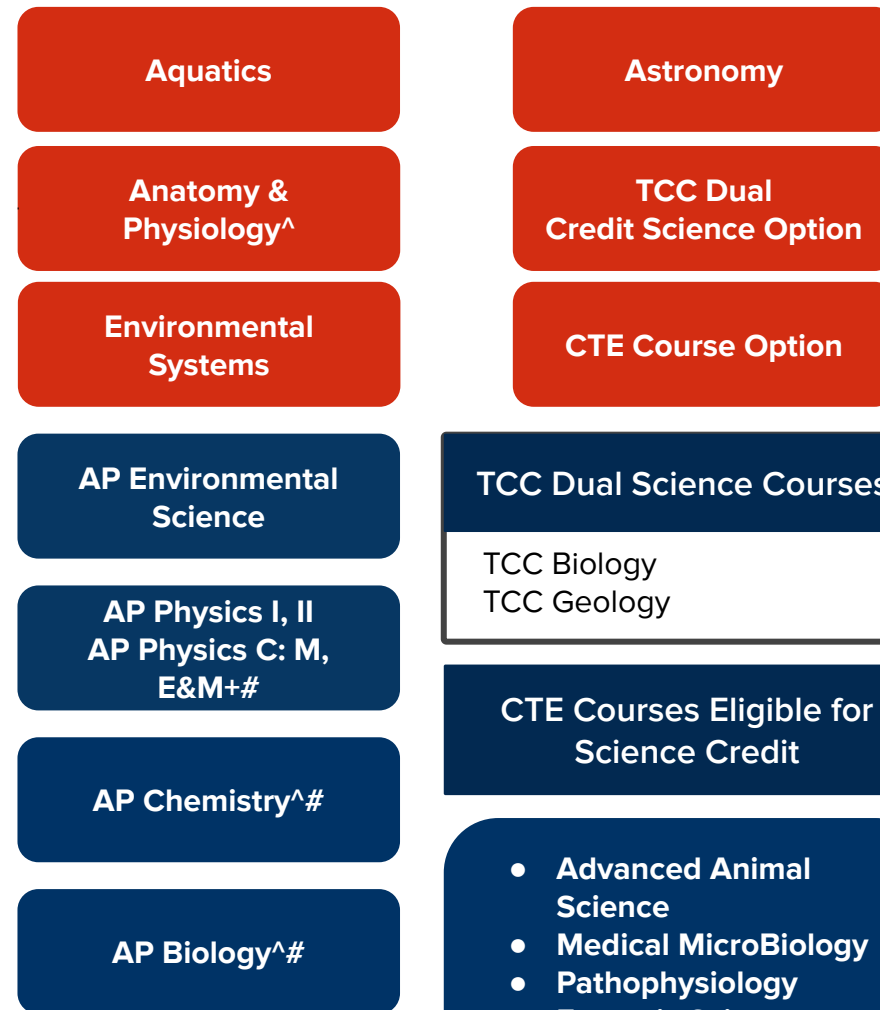 Aquatics
Astronomy
Anatomy &
Physiology^
TCC Dual
Credit Science Option
Environmental
Systems
CTE Course Option
AP Environmental
Science
AP Physics I, II
AP Physics C: M,
E&M+#
AP Chemistry^#
AP Biology^#
TCC Dual Science Courses
TCC Biology
TCC Geology
CTE Courses Eligible for
Science Credit
● Advanced Animal
Science
● Medical MicroBiology
● Pathophysiology